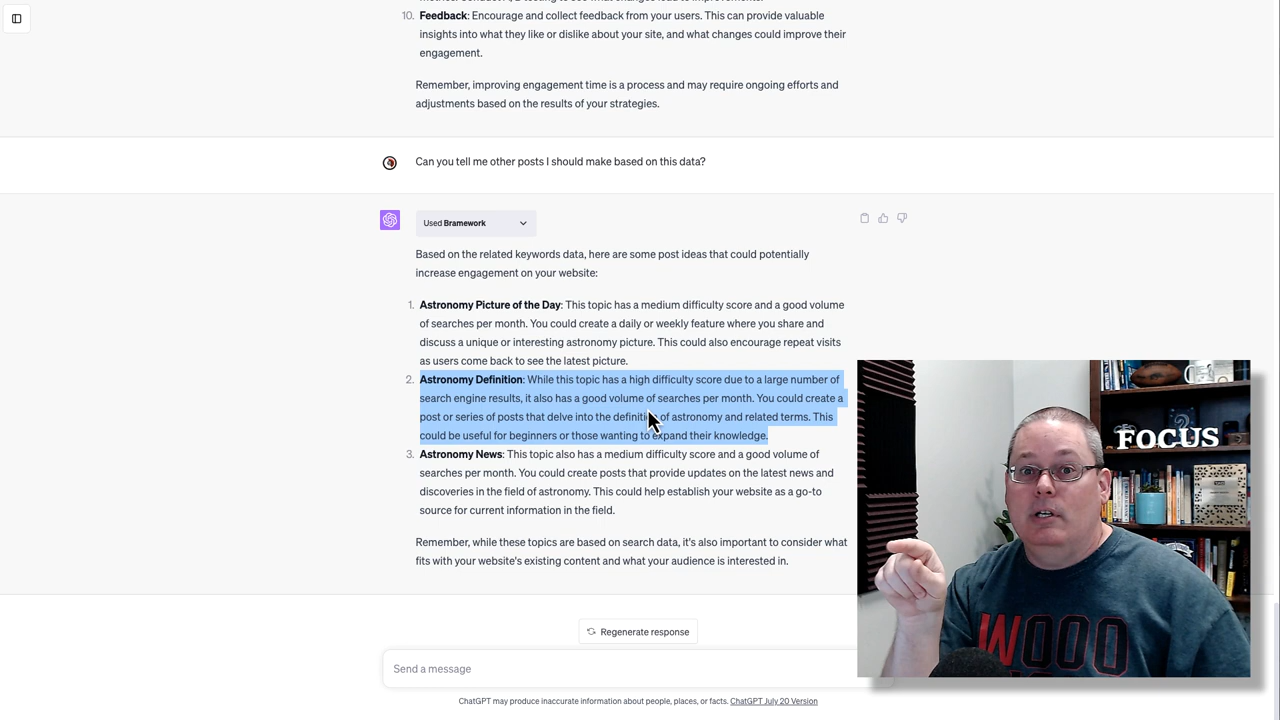 10. Feedback: Encourage and collect feedback from your users. This can provide valuable
insights into what they like or dislike about your site, and what changes could improve their
engagement.
Remember, improving engagement time is a process and may require ongoing efforts and
adjustments based on the results of your strategies.
Can you tell me other posts I should make based on this data?
Used Bramework
Based on the related keywords data, here are some post ideas that could potentially
increase engagement on your website:
1. Astronomy Picture of the Day: This topic has a medium difficulty score and a good volume
of searches per month. You could create a daily or weekly feature where you share and
discuss a unique or interesting astronomy picture. This could also encourage repeat visits
as users come back to see the latest picture.
2. Astronomy Definition: While this topic has a high difficulty score due to a large number of
search engine results, it also has a good volume of searches per month. You could create a
post or series of posts that delve into the definition of astronomy and related terms. This
could be useful for beginners or those wanting to expand their knowledge.
3. Astronomy News: This topic also has a medium difficulty score and a good volume of
searches per month. You could create posts that provide updates on the latest news and
discoveries in the field of astronomy. This could help establish your website as a go-to
source for current information in the field.
Remember, while these topics are based on search data, it's also important to consider what
fits with your website's existing content and what your audience is interested in.
FOCUS
WOOO
Regenerate response
Send a message
ChatGPT may produce inaccurate information about people, places, or facts. ChatGPT July 20 Version